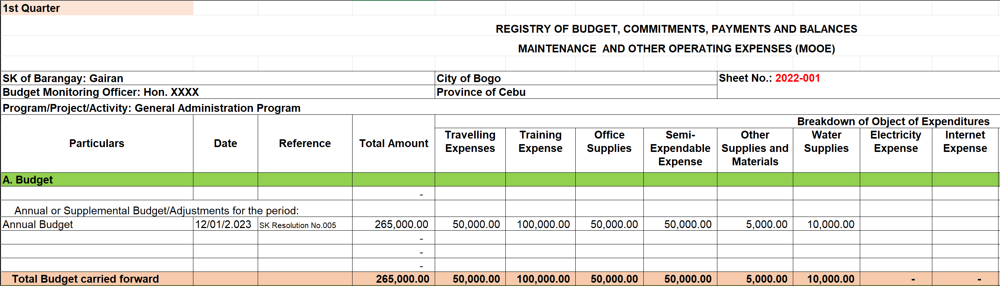 1st Quarter
REGISTRY OF BUDGET, COMMITMENTS, PAYMENTS AND BALANCES
MAINTENANCE AND OTHER OPERATING EXPENSES (MOOE)
SK of Barangay: Gairan City of Bogo Sheet No.: 2022-001
Budget Monitoring Officer: Hon. XXXX Province of Cebu
Program/Project/Activity: General Administration Program
Breakdown of Object of Expenditures
Particulars Date Reference Total Amount Travelling Expenses Training Expense Office Supplies Semi-Expendable Expense Other Supplies and Materials Water Supplies Electricity Expense Internet Expense
A. Budget
-
Annual or Supplemental Budget/Adjustments for the period:
Annual Budget 12/01/2.023 SK Resolution No.005 265,000.00 50,000.00 100,000.00 50,000.00 50,000.00 5,000.00 10,000.00
-
-
-
Total Budget carried forward 265,000.00 50,000.00 100,000.00 50,000.00 50,000.00 5,000.00 10,000.00 - -